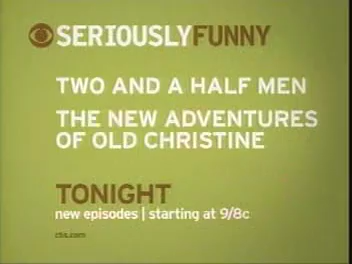 SERIOUSLYFUNNY
TWO AND A HALF MEN
THE NEW ADVENTURES
OF OLD CHRISTINE
TONIGHT
new episodes | starting at 9/8c
cbs.com